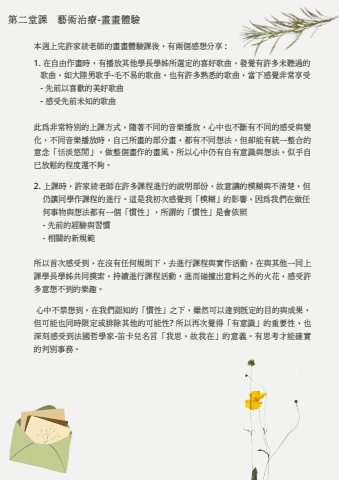 第二堂課　藝術治療-畫畫體驗
本週上完許家綾老師的畫畫體驗課後，有兩個感想分享：
1. 在自由作畫時，有播放其他學長學姊所選定的喜好歌曲，發覺有許多未聽過的
歌曲，如大陸男歌手-毛不易的歌曲，也有許多熟悉的歌曲，當下感覺非常享受
- 先前以喜歡的美好歌曲
- 感受先前未知的歌曲
此為非常特別的上課方式，隨著不同的音樂播放，心中也不斷有不同的感受與變
化，不同音樂播放時，自己所畫的部分畫，都有不同想法，但卻能有統一整合的
意念「恬淡悠閒」，做整個畫作的畫風，所以心中仍有自有意識與想法，似乎自
已放鬆的程度還不夠。
2. 上課時，許家綾老師在許多課程進行的說明部份，故意講的模糊與不清楚，但
仍讓同學作課程的進行，這是我初次感覺到「模糊」的影響，因為我們在做任
何事物與想法都有一個「慣性」，所謂的「慣性」是會依照
- 先前的經驗與習慣
- 相關的新規範
所以首次感受到，在沒有任何規則下，去進行課程與實作活動，在與其他一同上
課學長學姊共同摸索，持續進行課程活動，進而碰撞出意料之外的火花，感受許
多意想不到的樂趣。
心中不禁想到，在我們認知的「慣性」之下，雖然可以達到既定的目的與成果，
但可能也同時限定或排除其他的可能性? 所以再次覺得「有意識」的重要性，也
深刻感受到法國哲學家-笛卡兒名言「我思，故我在」的意義。有思考才能確實
的判別事務。